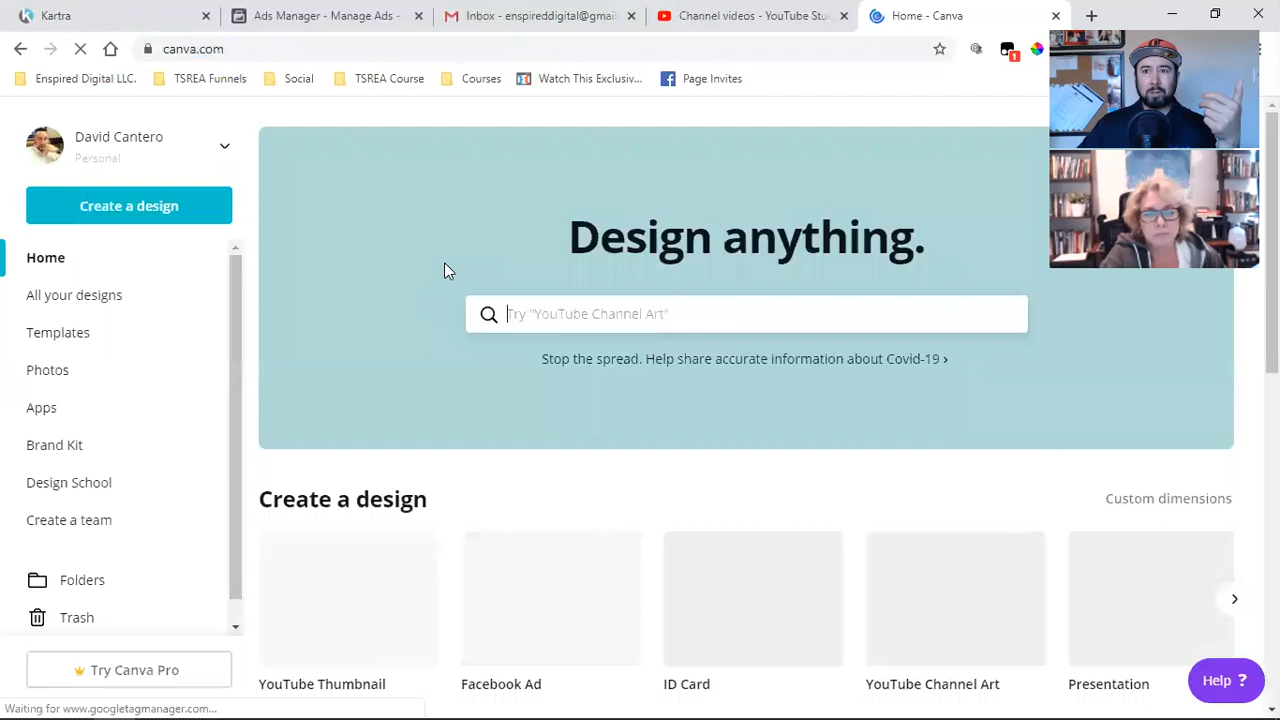 Kartra
Ads Manager - Manage Ads
Inbox - enspireddigital@gmai
Channel videos - YouTube Stu
Home - Canva
canva.com
1
Enspired Digital LLC.
TSREA Funnels
Social
TSREA Course
Courses
Watch This Exclusiv...
Page Invites
David Cantero
Personal
Create a design
Home
All your designs
Templates
Photos
Apps
Brand Kit
Design School
Create a team
Folders
Trash
Try Canva Pro
Waiting for www.googletagmanager.com...
Design anything.
Try "YouTube Channel Art"
Stop the spread. Help share accurate information about Covid-19 ›
Create a design
Custom dimensions
YouTube Thumbnail
Facebook Ad
ID Card
YouTube Channel Art
Presentation
Help ?